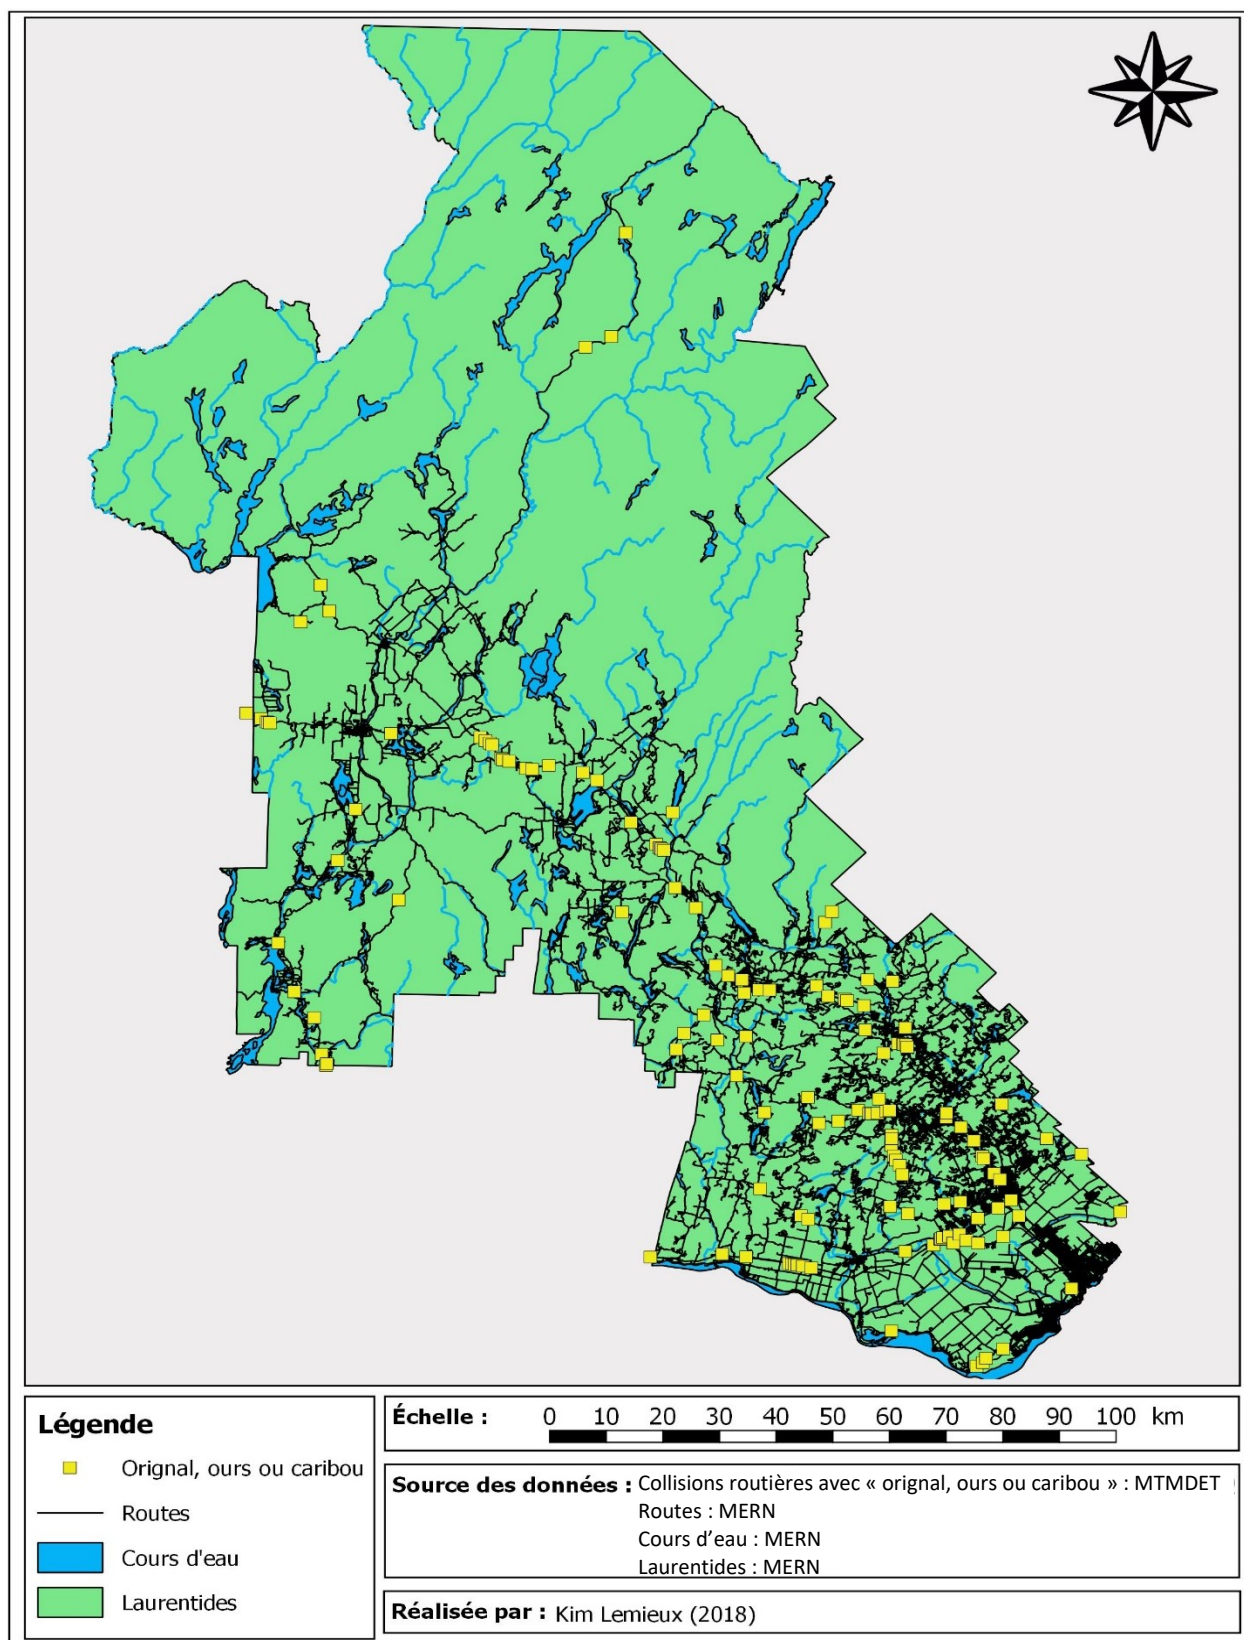 Légende
Orignal, ours ou caribou
Routes
Cours d'eau
Laurentides
Échelle : 0 10 20 30 40 50 60 70 80 90 100 km
Source des données : Collisions routières avec « orignal, ours ou caribou » : MTMDET
Routes : MERN
Cours d’eau : MERN
Laurentides : MERN
Réalisée par : Kim Lemieux (2018)